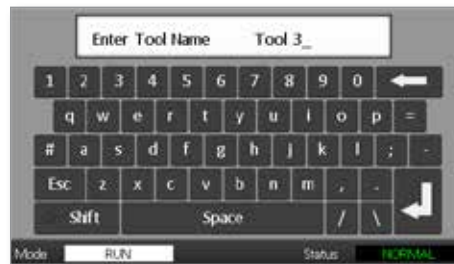 Enter Tool Name Tool 3_
1 2 3 4 5 6 7 8 9 0
q w e r t y u i o p =
# a s d f g h j k l ; -
Esc z x c v b n m , .
Shift Space / \
Mode RUN Status NORMAL